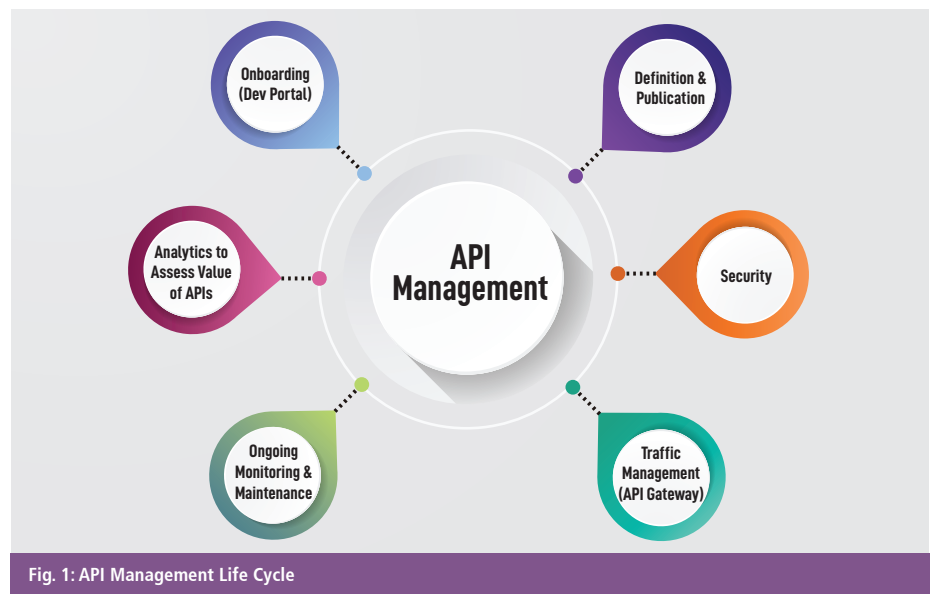 Onboarding
(Dev Portal)
Definition &
Publication
Analytics to
Assess Value
of APIs
API
Management
Security
Ongoing
Monitoring &
Maintenance
Traffic
Management
(API Gateway)
Fig. 1: API Management Life Cycle